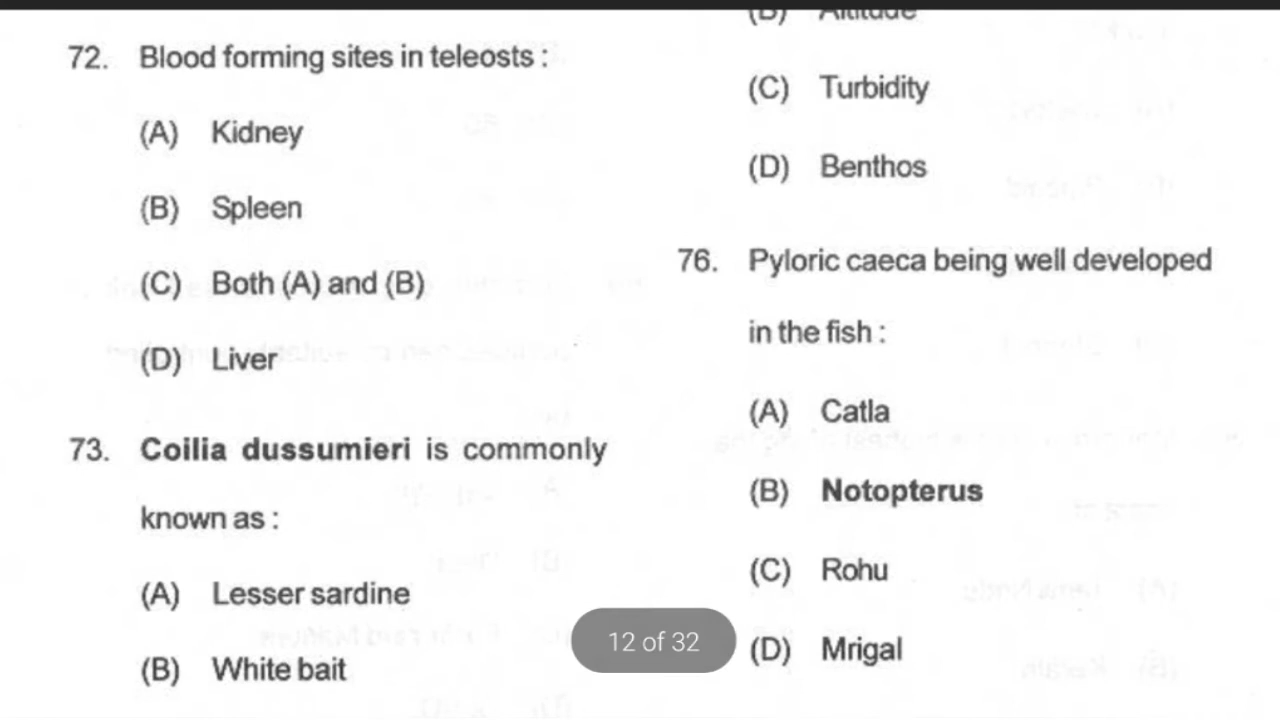 72. Blood forming sites in teleosts :
(A) Kidney
(B) Spleen
(C) Both (A) and (B)
(D) Liver
73. Coilia dussumieri is commonly
known as :
(A) Lesser sardine
(B) White bait
(B) Altitude
(C) Turbidity
(D) Benthos
76. Pyloric caeca being well developed
in the fish :
(A) Catla
(B) Notopterus
(C) Rohu
(D) Mrigal
12 of 32